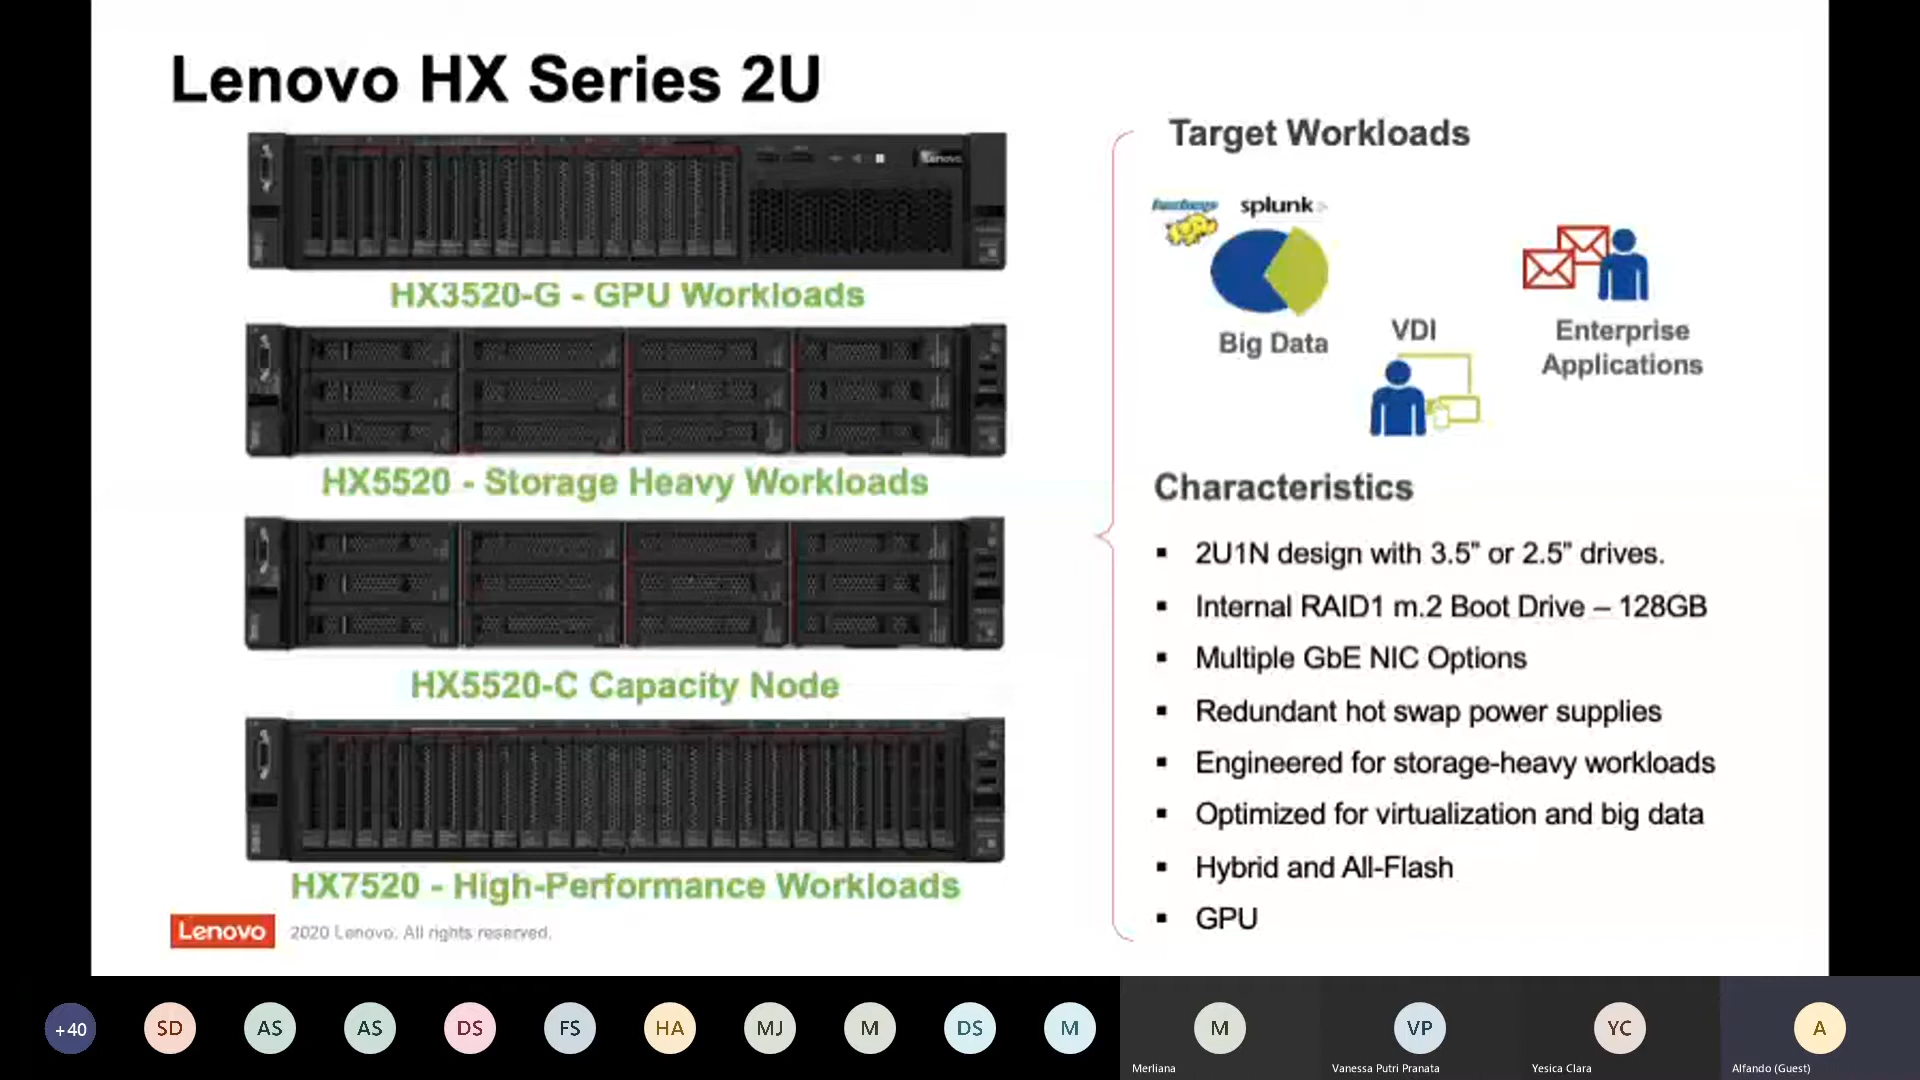 Lenovo HX Series 2U
Lenovo
HX3520-G - GPU Workloads
HX5520 - Storage Heavy Workloads
HX5520-C Capacity Node
HX7520 - High-Performance Workloads
Lenovo
2020 Lenovo. All rights reserved.
Target Workloads
splunk>
Big Data
VDI
Enterprise
Applications
Characteristics
▪ 2U1N design with 3.5” or 2.5” drives.
▪ Internal RAID1 m.2 Boot Drive – 128GB
▪ Multiple GbE NIC Options
▪ Redundant hot swap power supplies
▪ Engineered for storage-heavy workloads
▪ Optimized for virtualization and big data
▪ Hybrid and All-Flash
▪ GPU
+40
SD
AS
AS
DS
FS
HA
MJ
M
DS
M
M
Merliana
VP
Vanessa Putri Pranata
YC
Yesica Clara
A
Alfando (Guest)